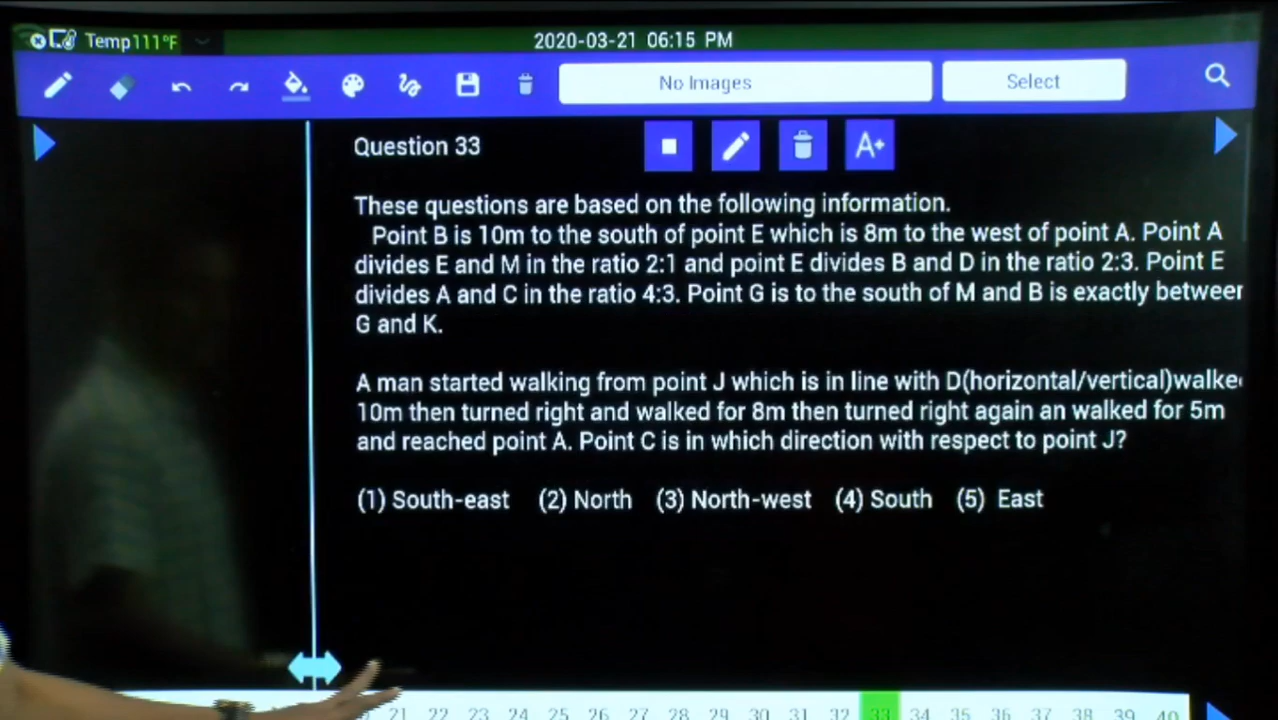 Temp111°F
2020-03-21 06:15 PM
No Images
Select
Question 33
A+
These questions are based on the following information.
Point B is 10m to the south of point E which is 8m to the west of point A. Point A
divides E and M in the ratio 2:1 and point E divides B and D in the ratio 2:3. Point E
divides A and C in the ratio 4:3. Point G is to the south of M and B is exactly between
G and K.
A man started walking from point J which is in line with D(horizontal/vertical)walke
10m then turned right and walked for 8m then turned right again an walked for 5m
and reached point A. Point C is in which direction with respect to point J?
(1) South-east (2) North (3) North-west (4) South (5) East
21 22 23 24 25 26 27 28 29 30 31 32 33 34 35 36 37 38 39 40